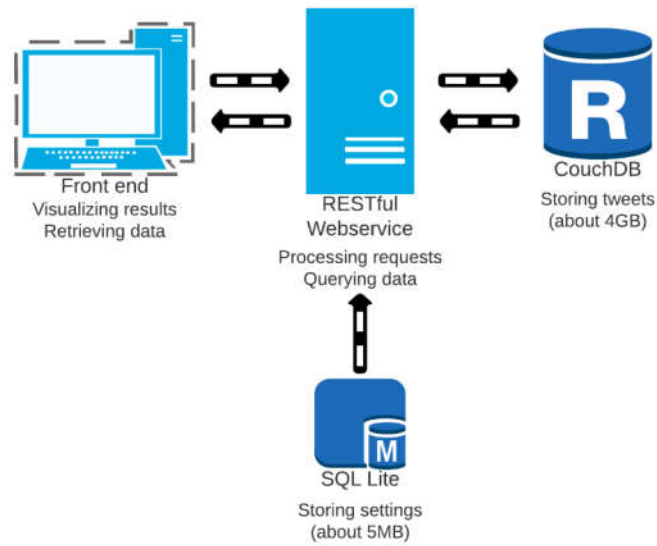 Front end
Visualizing results
Retrieving data
RESTful
Webservice
Processing requests
Querying data
R
CouchDB
Storing tweets
(about 4GB)
M
SQL Lite
Storing settings
(about 5MB)